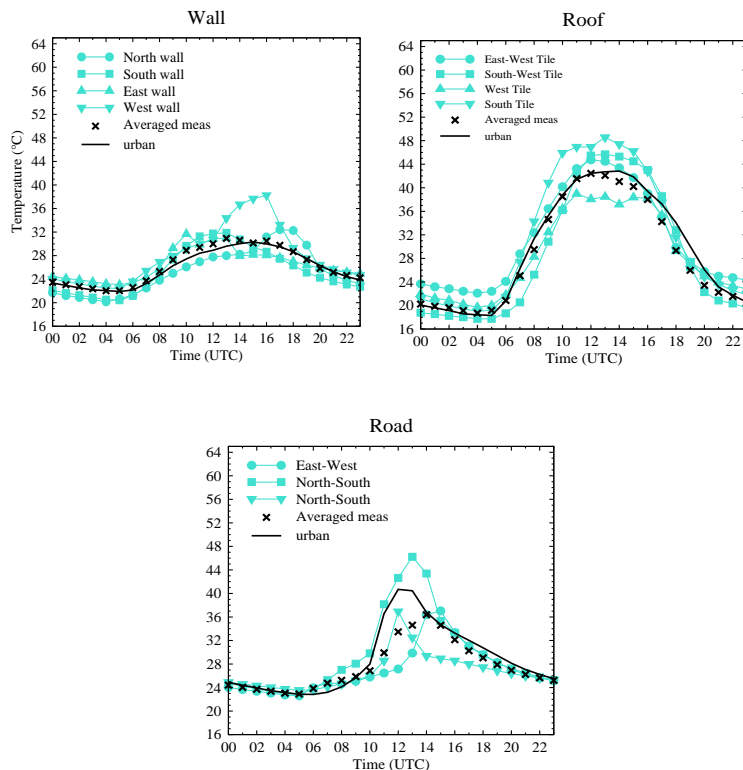 Wall
64
60
56
52
48
44
40
36
32
28
24
20
16
Temperature (°C)
North wall
South wall
East wall
West wall
Averaged meas
urban
00 02 04 06 08 10 12 14 16 18 20 22
Time (UTC)
Roof
64
60
56
52
48
44
40
36
32
28
24
20
16
East-West Tile
South-West Tile
West Tile
South Tile
Averaged meas
urban
00 02 04 06 08 10 12 14 16 18 20 22
Time (UTC)
Road
64
60
56
52
48
44
40
36
32
28
24
20
16
East-West
North-South
North-South
Averaged meas
urban
00 02 04 06 08 10 12 14 16 18 20 22
Time (UTC)